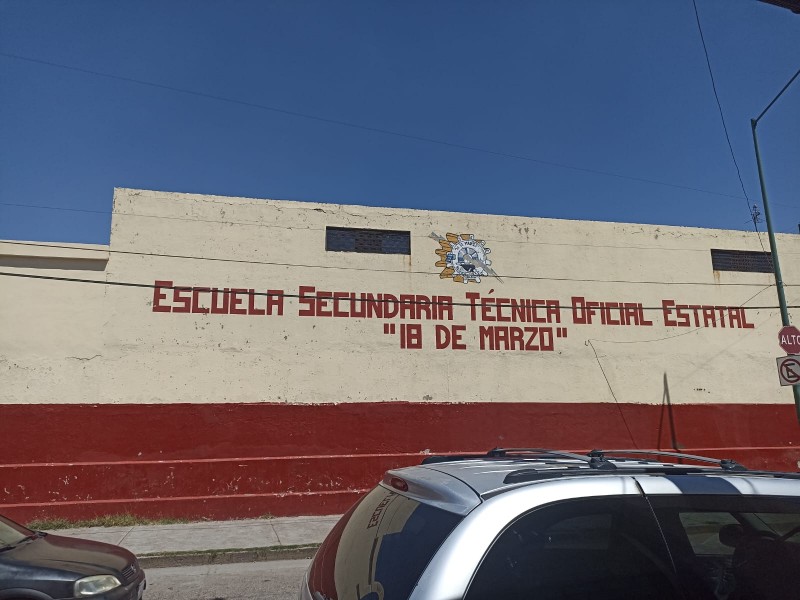 ESCUELA SECUNDARIA TÉCNICA OFICIAL ESTATAL
"18 DE MARZO"
ALTO